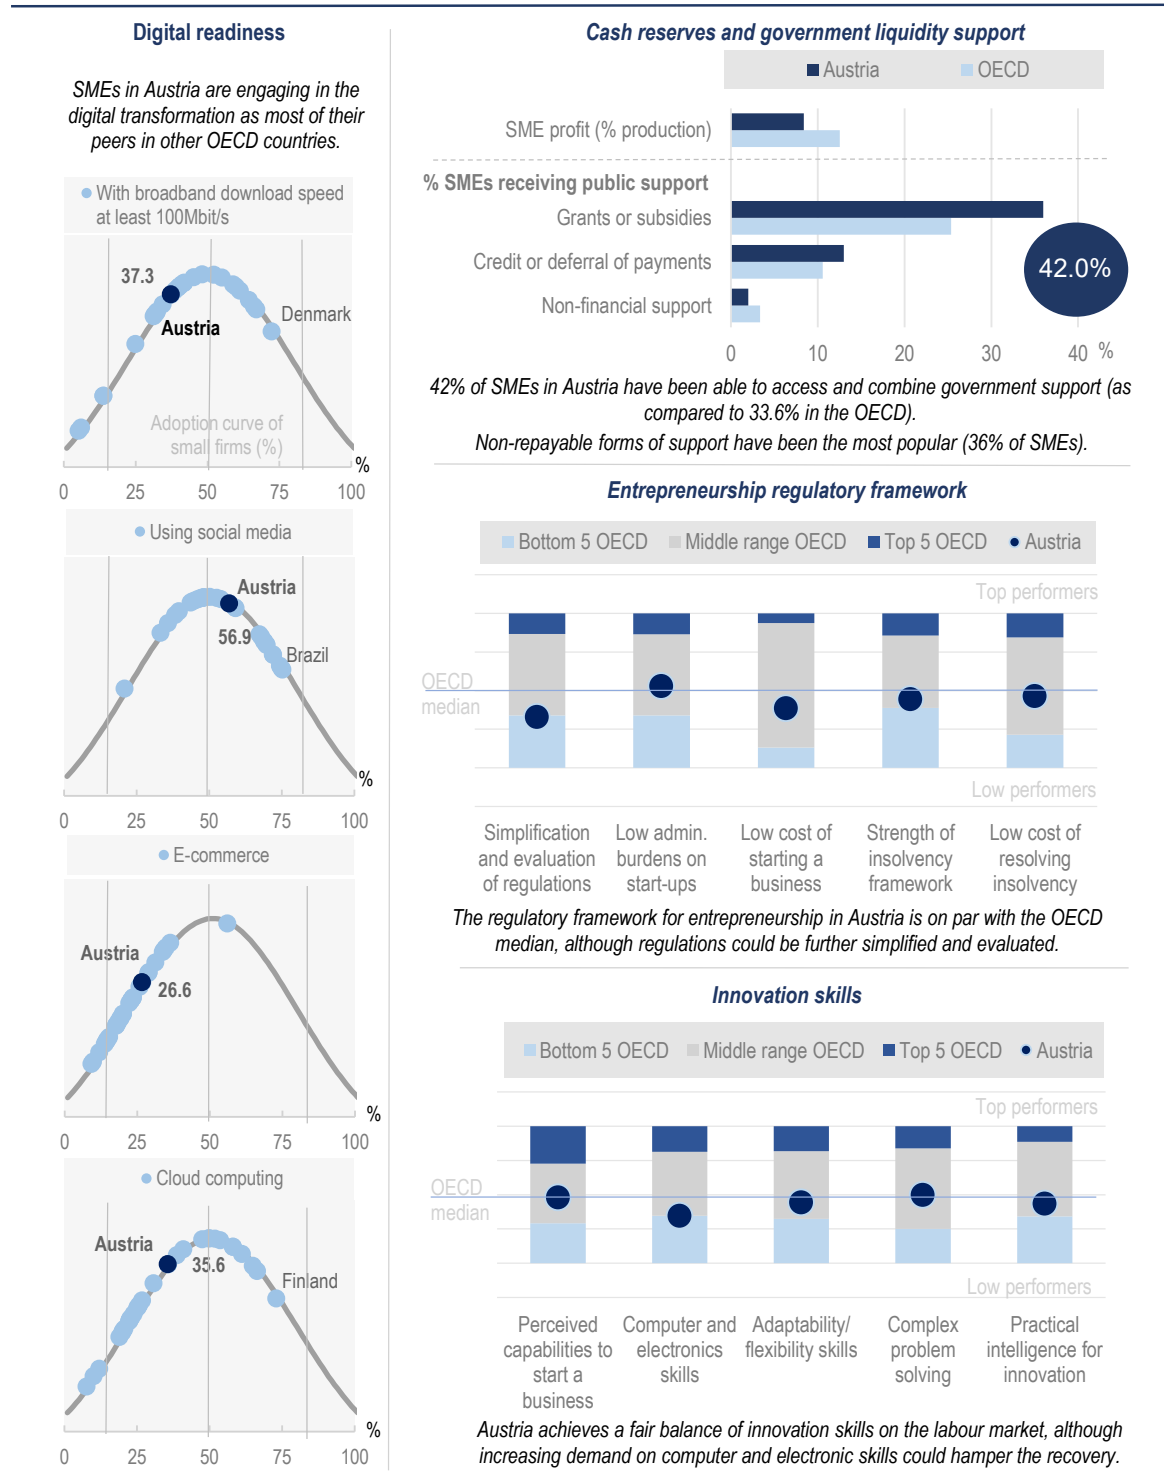 Digital readiness
SMEs in Austria are engaging in the
digital transformation as most of their
peers in other OECD countries.
With broadband download speed
at least 100Mbit/s
37.3
Austria
Denmark
Adoption curve of
small firms (%)
%
0 25 50 75 100
Using social media
Austria
56.9
Brazil
%
0 25 50 75 100
E-commerce
Austria
26.6
%
0 25 50 75 100
Cloud computing
Austria
35.6
Finland
%
0 25 50 75 100
Cash reserves and government liquidity support
Austria OECD
SME profit (% production)
% SMEs receiving public support
Grants or subsidies
Credit or deferral of payments
42.0%
Non-financial support
0 10 20 30 40 %
42% of SMEs in Austria have been able to access and combine government support (as
compared to 33.6% in the OECD).
Non-repayable forms of support have been the most popular (36% of SMEs).
Entrepreneurship regulatory framework
Bottom 5 OECD Middle range OECD Top 5 OECD Austria
Top performers
OECD
median
Low performers
Simplification
and evaluation
of regulations
Low admin.
burdens on
start-ups
Low cost of
starting a
business
Strength of
insolvency
framework
Low cost of
resolving
insolvency
The regulatory framework for entrepreneurship in Austria is on par with the OECD
median, although regulations could be further simplified and evaluated.
Innovation skills
Bottom 5 OECD Middle range OECD Top 5 OECD Austria
Top performers
OECD
median
Low performers
Perceived
capabilities to
start a
business
Computer and
electronics
skills
Adaptability/
flexibility skills
Complex
problem
solving
Practical
intelligence for
innovation
Austria achieves a fair balance of innovation skills on the labour market, although
increasing demand on computer and electronic skills could hamper the recovery.